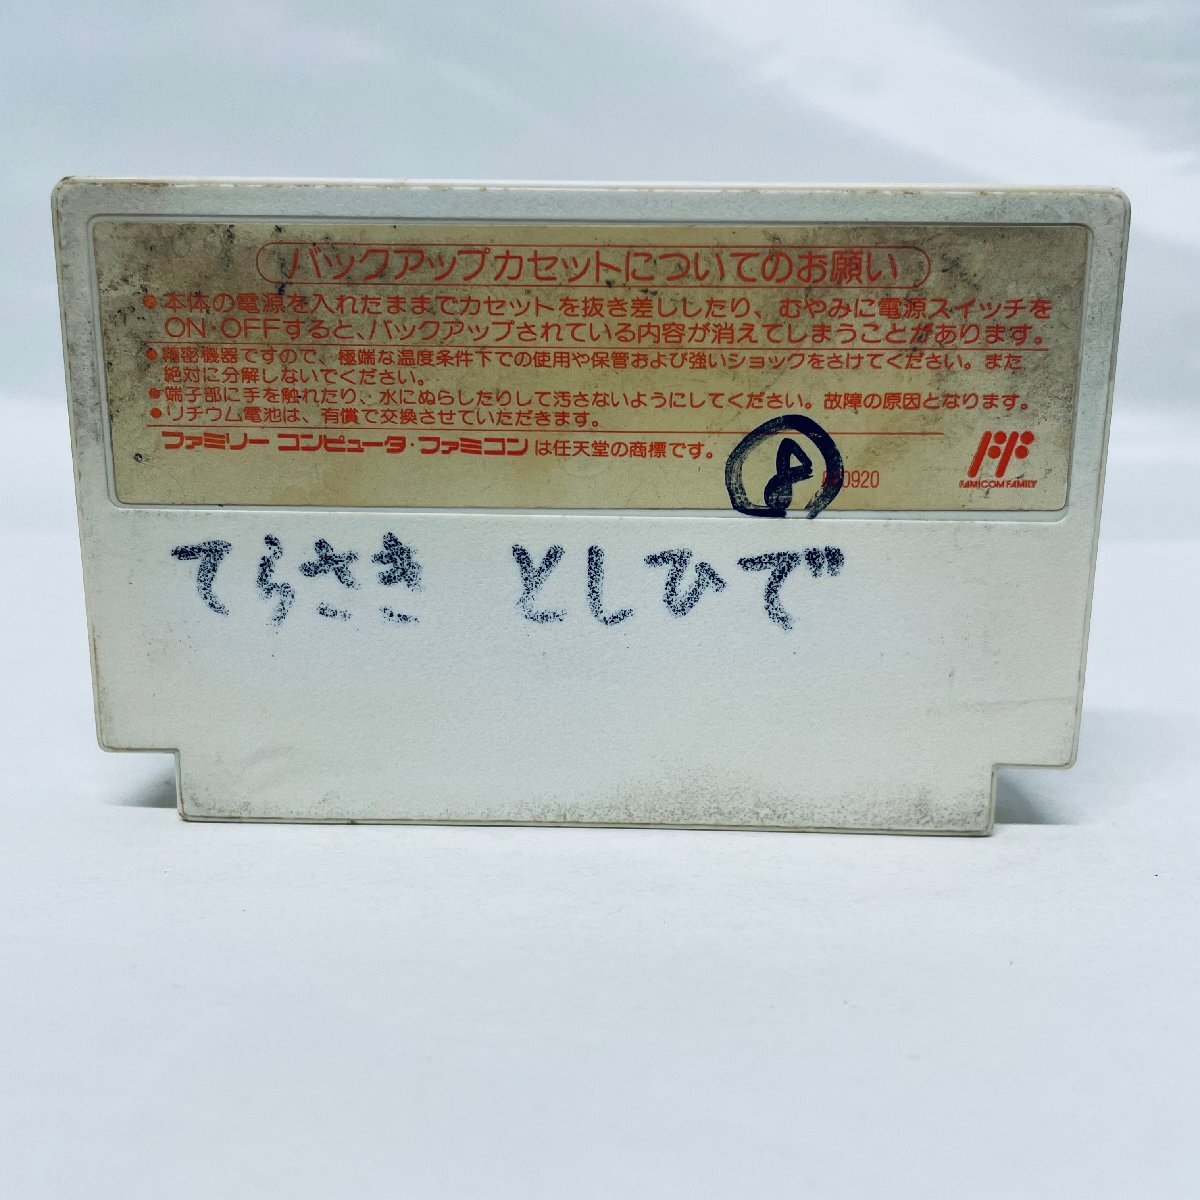 バックアップカセットについてのお願い
●本体の電源を入れたままでカセットを抜き差ししたり、むやみに電源スイッチを
ON・OFFすると、バックアップされている内容が消えてしまうことがあります。
●精密機器ですので、極端な温度条件下での使用や保管および強いショックをさけてください。また
絶対に分解しないでください。
●端子部に手を触れたり、水にぬらしたりして汚さないようにしてください。故障の原因となります。
●リチウム電池は、有償で交換させていただきます。
ファミリー コンピュータ・ファミコンは任天堂の商標です。
8
0920
FAMICOM FAMILY
てらさき としひで